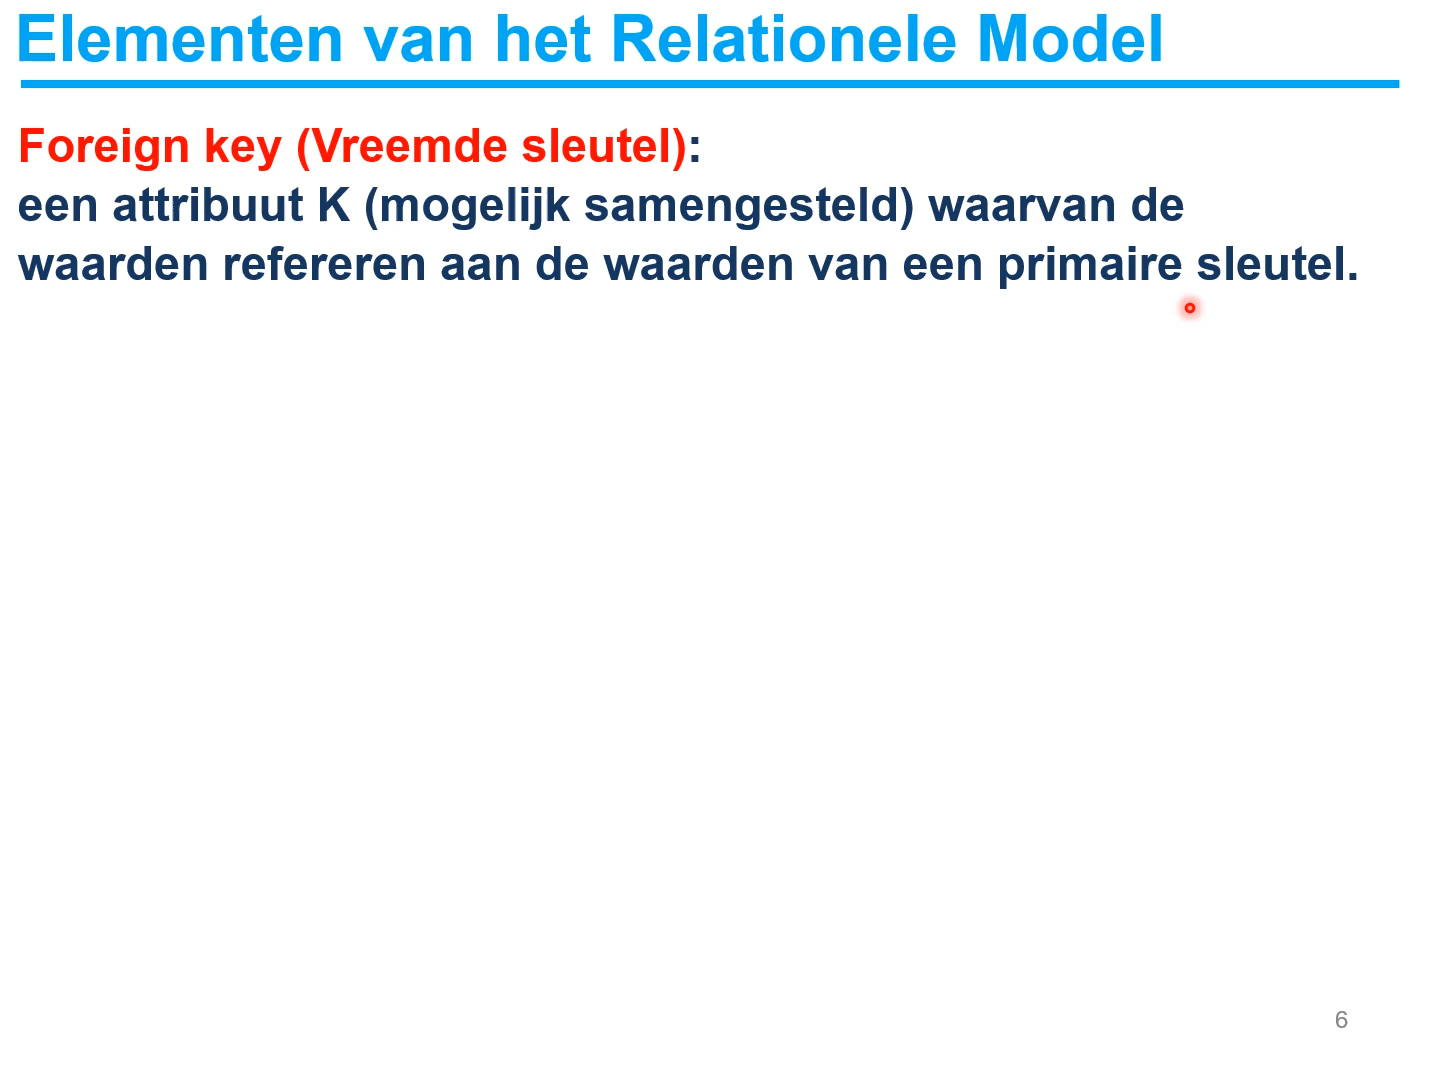 Elementen van het Relationele Model
Foreign key (Vreemde sleutel):
een attribuut K (mogelijk samengesteld) waarvan de
waarden refereren aan de waarden van een primaire sleutel.
6